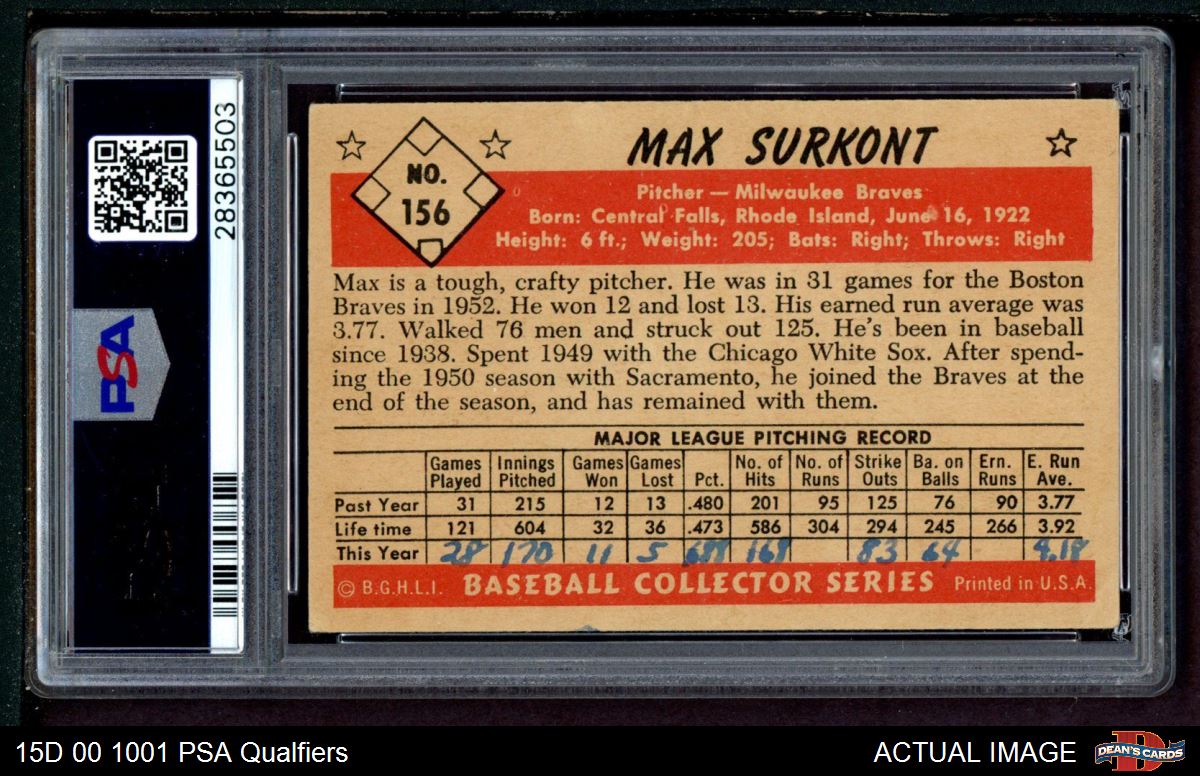 28365503
PSA
NO.
156
MAX SURKONT
Pitcher — Milwaukee Braves
Born: Central Falls, Rhode Island, June 16, 1922
Height: 6 ft.; Weight: 205; Bats: Right; Throws: Right
Max is a tough, crafty pitcher. He was in 31 games for the Boston
Braves in 1952. He won 12 and lost 13. His earned run average was
3.77. Walked 76 men and struck out 125. He's been in baseball
since 1938. Spent 1949 with the Chicago White Sox. After spend-
ing the 1950 season with Sacramento, he joined the Braves at the
end of the season, and has remained with them.
MAJOR LEAGUE PITCHING RECORD
Games Innings Games Games No. of No. of Strike Ba. on Ern. E. Run
Played Pitched Won Lost Pct. Hits Runs Outs Balls Runs Ave.
Past Year 31 215 12 13 .480 201 95 125 76 90 3.77
Life time 121 604 32 36 .473 586 304 294 245 266 3.92
This Year 28 170 11 5 83 64
© B.G.H.L.I. BASEBALL COLLECTOR SERIES Printed in U.S.A.
15D 00 1001 PSA Qualfiers ACTUAL IMAGE DEAN'S CARDS